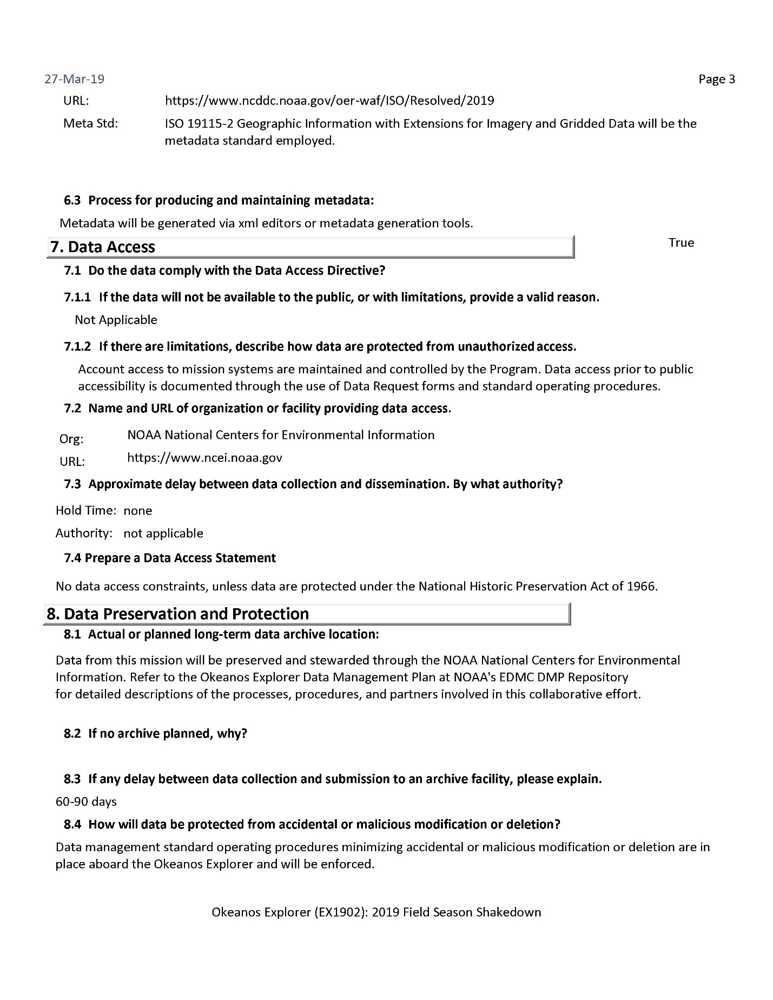 27-Mar-19 Page 3
URL: https://www.ncddc.noaa.gov/oer-waf/ISO/Resolved/2019
Meta Std: ISO 19115-2 Geographic Information with Extensions for Imagery and Gridded Data will be the
metadata standard employed.
6.3 Process for producing and maintaining metadata:
Metadata will be generated via xml editors or metadata generation tools.
7. Data Access True
7.1 Do the data comply with the Data Access Directive?
7.1.1 If the data will not be available to the public, or with limitations, provide a valid reason.
Not Applicable
7.1.2 If there are limitations, describe how data are protected from unauthorized access.
Account access to mission systems are maintained and controlled by the Program. Data access prior to public
accessibility is documented through the use of Data Request forms and standard operating procedures.
7.2 Name and URL of organization or facility providing data access.
Org: NOAA National Centers for Environmental Information
URL: https://www.ncei.noaa.gov
7.3 Approximate delay between data collection and dissemination. By what authority?
Hold Time: none
Authority: not applicable
7.4 Prepare a Data Access Statement
No data access constraints, unless data are protected under the National Historic Preservation Act of 1966.
8. Data Preservation and Protection
8.1 Actual or planned long-term data archive location:
Data from this mission will be preserved and stewarded through the NOAA National Centers for Environmental
Information. Refer to the Okeanos Explorer Data Management Plan at NOAA's EDMC DMP Repository
for detailed descriptions of the processes, procedures, and partners involved in this collaborative effort.
8.2 If no archive planned, why?
8.3 If any delay between data collection and submission to an archive facility, please explain.
60-90 days
8.4 How will data be protected from accidental or malicious modification or deletion?
Data management standard operating procedures minimizing accidental or malicious modification or deletion are in
place aboard the Okeanos Explorer and will be enforced.
Okeanos Explorer (EX1902): 2019 Field Season Shakedown